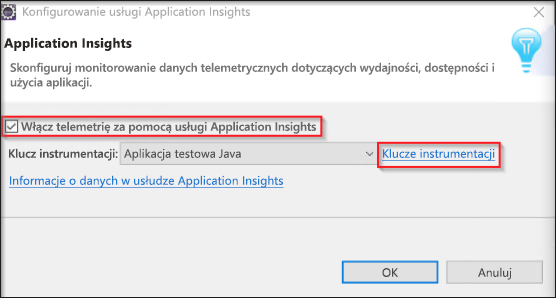 Konfigurowanie usługi Application Insights
Application Insights
Skonfiguruj monitorowanie danych telemetrycznych dotyczących wydajności, dostępności i
użycia aplikacji.
Włącz telemetrię za pomocą usługi Application Insights
Klucz instrumentacji: Aplikacja testowa Java Klucze instrumentacji
Informacje o danych w usłudze Application Insights
OK Anuluj